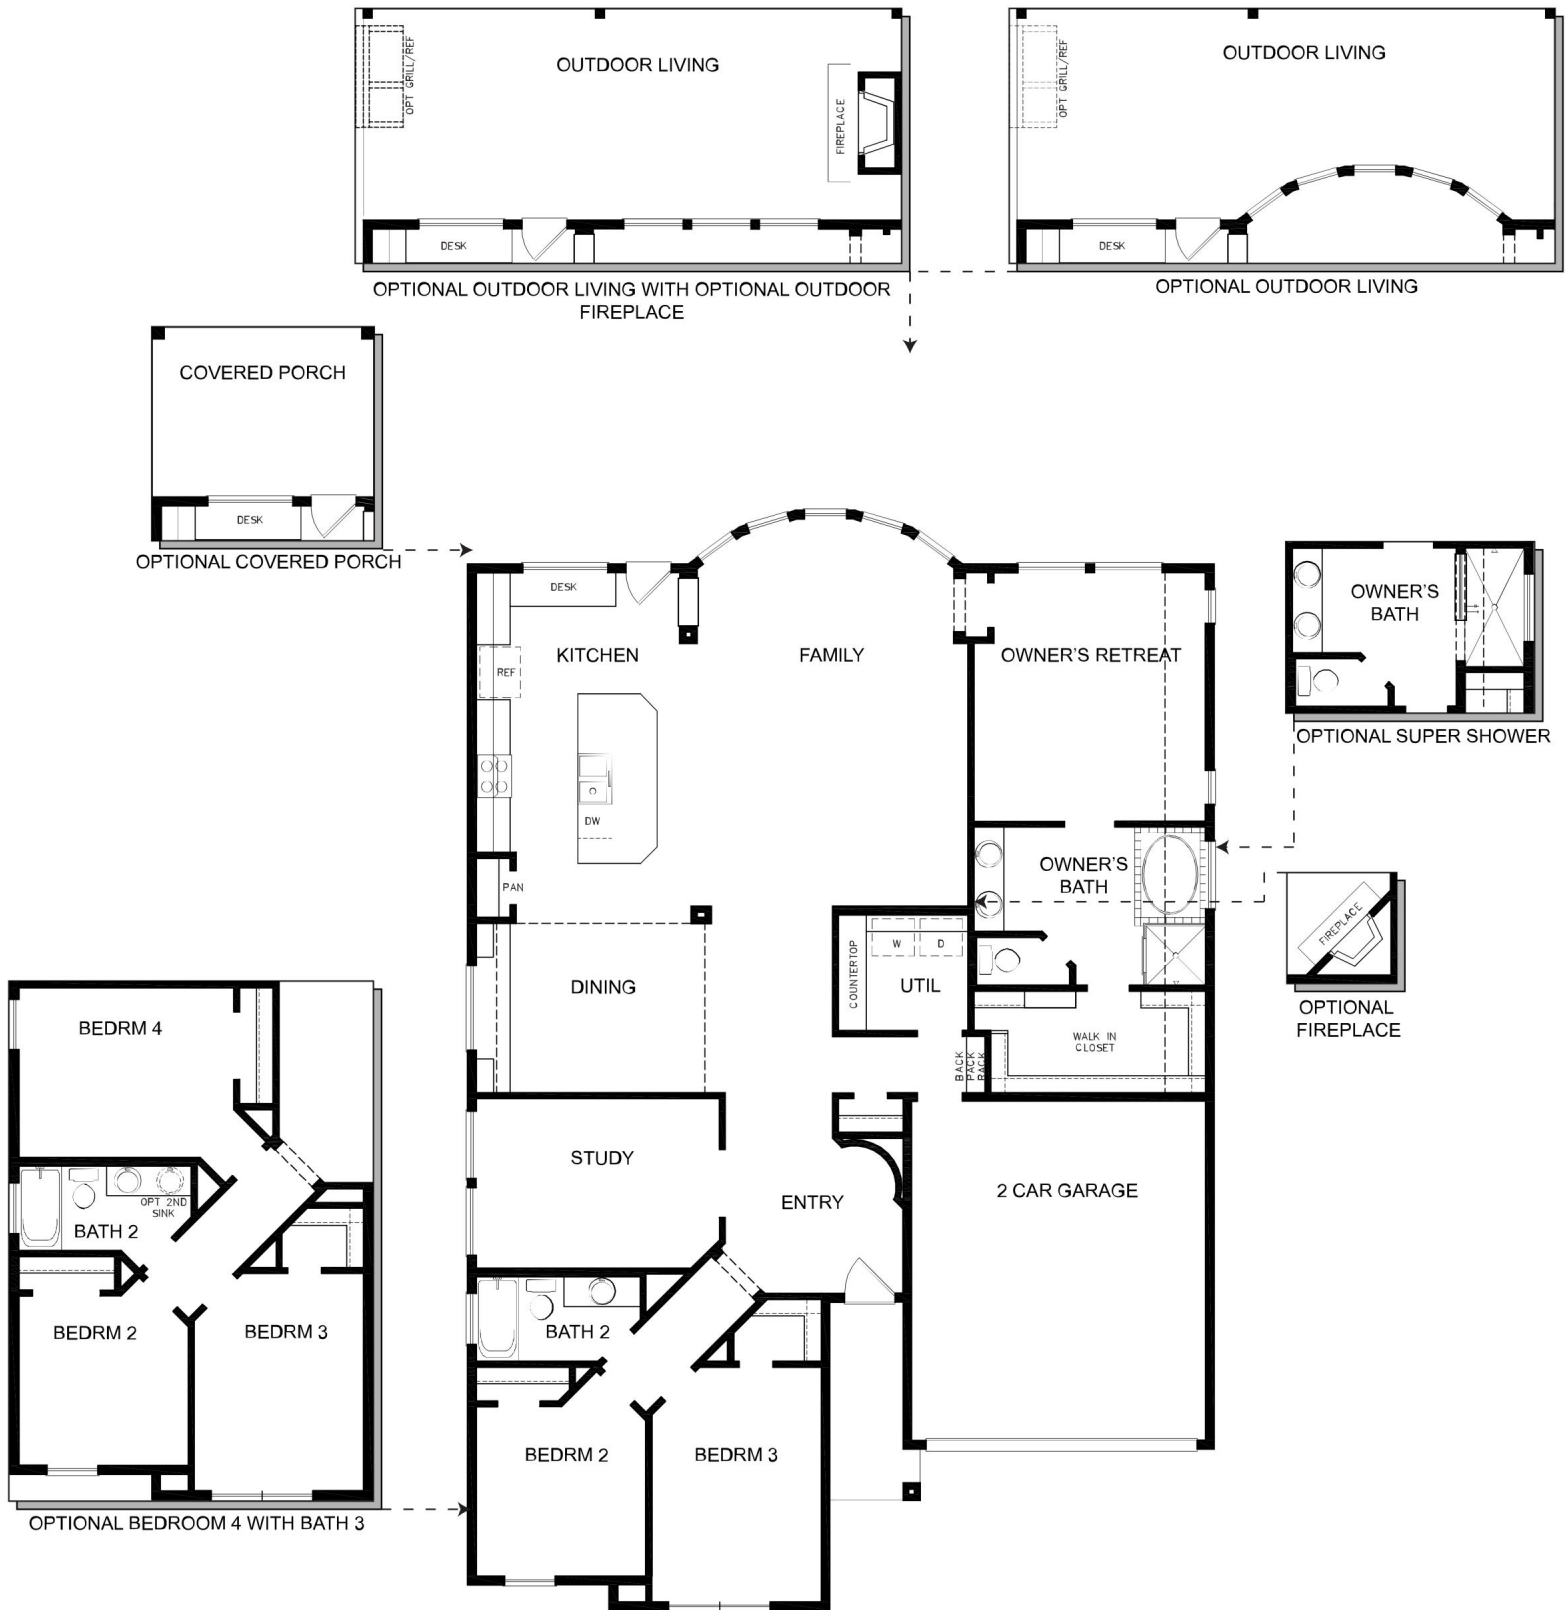 OUTDOOR LIVING
OPT GRILL/REF
FIREPLACE
DESK
OPTIONAL OUTDOOR LIVING WITH OPTIONAL OUTDOOR
FIREPLACE
OUTDOOR LIVING
OPT GRILL/REF
DESK
OPTIONAL OUTDOOR LIVING
COVERED PORCH
DESK
OPTIONAL COVERED PORCH
DESK
KITCHEN
REF
DW
PAN
FAMILY
OWNER'S RETREAT
OWNER'S
BATH
OPTIONAL SUPER SHOWER
OWNER'S
BATH
FIREPLACE
OPTIONAL
FIREPLACE
DINING
COUNTERTOP
W
D
UTIL
WALK IN
CLOSET
BACK
PACK
RACK
STUDY
ENTRY
2 CAR GARAGE
BATH 2
BEDRM 2
BEDRM 3
BEDRM 4
OPT 2ND
SINK
BATH 2
BEDRM 2
BEDRM 3
OPTIONAL BEDROOM 4 WITH BATH 3